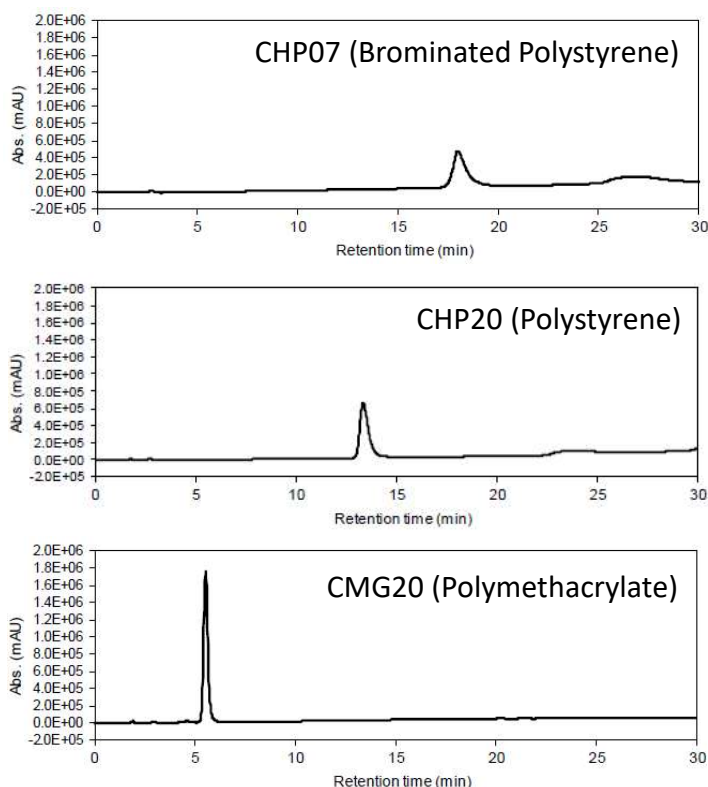 CHP07 (Brominated Polystyrene)
Abs. (mAU)
2.0E+06
1.8E+06
1.6E+06
1.4E+06
1.2E+06
1.0E+06
8.0E+05
6.0E+05
4.0E+05
2.0E+05
0.0E+00
-2.0E+05
0 5 10 15 20 25 30
Retention time (min)
CHP20 (Polystyrene)
Abs. (mAU)
2.0E+06
1.8E+06
1.6E+06
1.4E+06
1.2E+06
1.0E+06
8.0E+05
6.0E+05
4.0E+05
2.0E+05
0.0E+00
-2.0E+05
0 5 10 15 20 25 30
Retention time (min)
CMG20 (Polymethacrylate)
Abs. (mAU)
2.0E+06
1.8E+06
1.6E+06
1.4E+06
1.2E+06
1.0E+06
8.0E+05
6.0E+05
4.0E+05
2.0E+05
0.0E+00
-2.0E+05
0 5 10 15 20 25 30
Retention time (min)